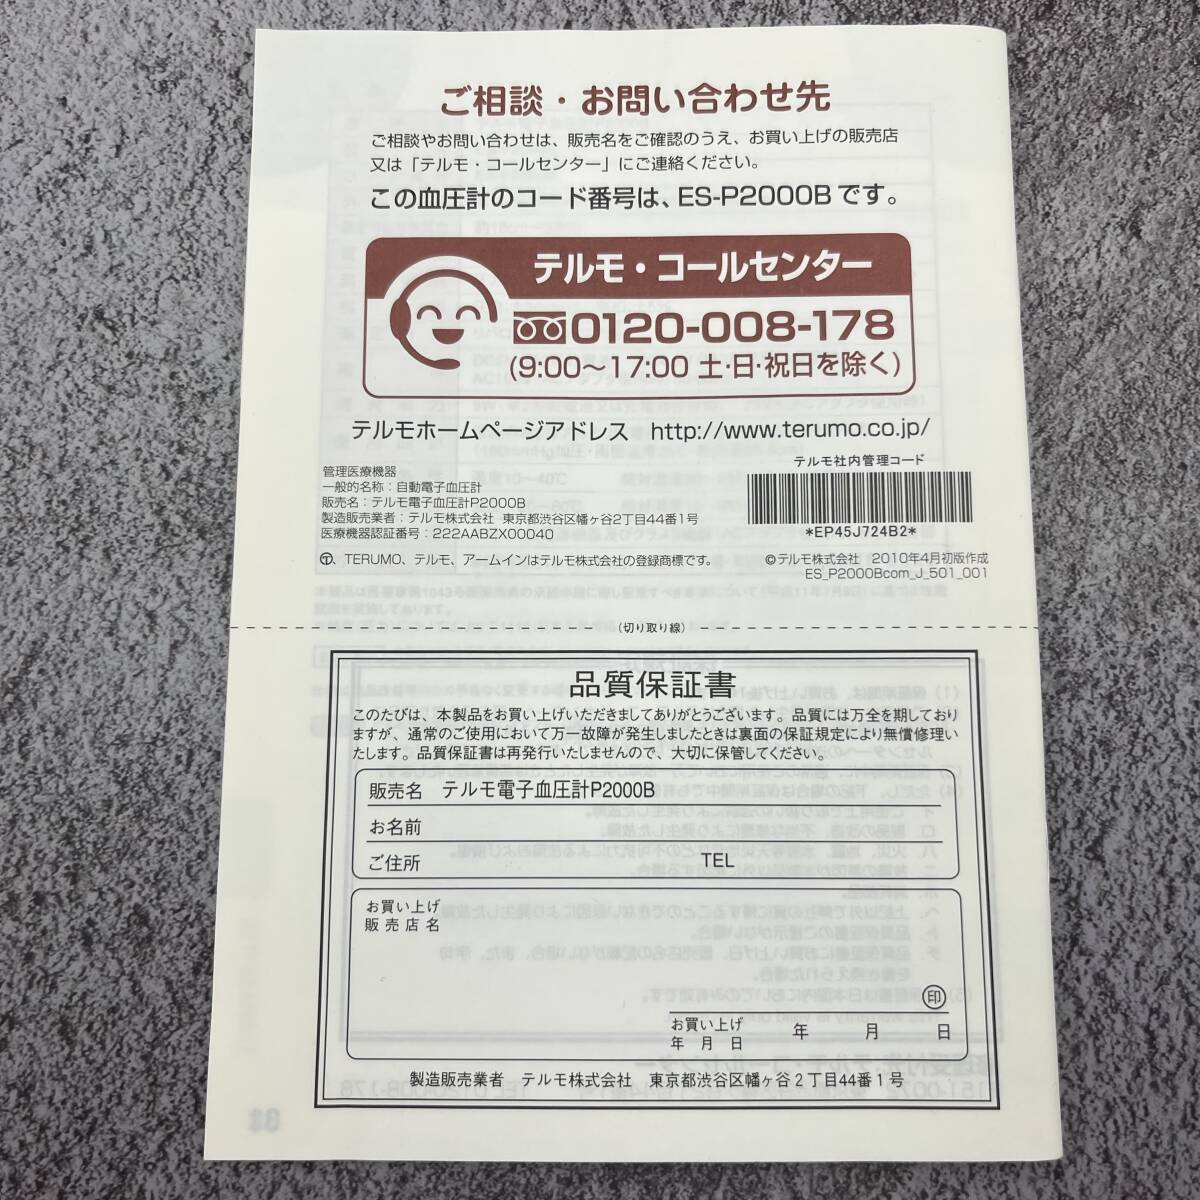 ご相談・お問い合わせ先
ご相談やお問い合わせは、販売名をご確認のうえ、お買い上げの販売店
又は「テルモ・コールセンター」にご連絡ください。
この血圧計のコード番号は、ES-P2000Bです。
テルモ・コールセンター
0120-008-178
(9:00～17:00 土・日・祝日を除く)
テルモホームページアドレス http://www.terumo.co.jp/
テルモ社内管理コード
*EP45J724B2*
管理医療機器
一般的名称：自動電子血圧計
販売名：テルモ電子血圧計P2000B
製造販売業者：テルモ株式会社 東京都渋谷区幡ヶ谷2丁目44番1号
医療機器認証番号：222AABZX00040
、TERUMO、テルモ、アームインはテルモ株式会社の登録商標です。
©テルモ株式会社 2010年4月初版作成
ES_P2000Bcom_J_501_001
(切り取り線)
品質保証書
このたびは、本製品をお買い上げいただきましてありがとうございます。品質には万全を期しており
ますが、通常のご使用において万一故障が発生しましたときは裏面の保証規定により無償修理い
たします。品質保証書は再発行いたしませんので、大切に保管してください。
販売名 テルモ電子血圧計P2000B
お名前
ご住所 TEL
お買い上げ
販売店名
印
お買い上げ
年 月 日 年 月 日
製造販売業者 テルモ株式会社 東京都渋谷区幡ヶ谷2丁目44番1号